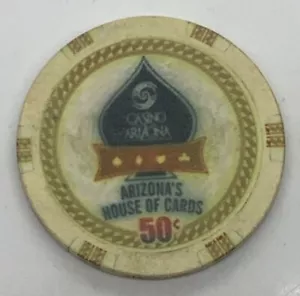 CASINO
ARIZONA
ARIZONA'S
HOUSE OF CARDS
50¢